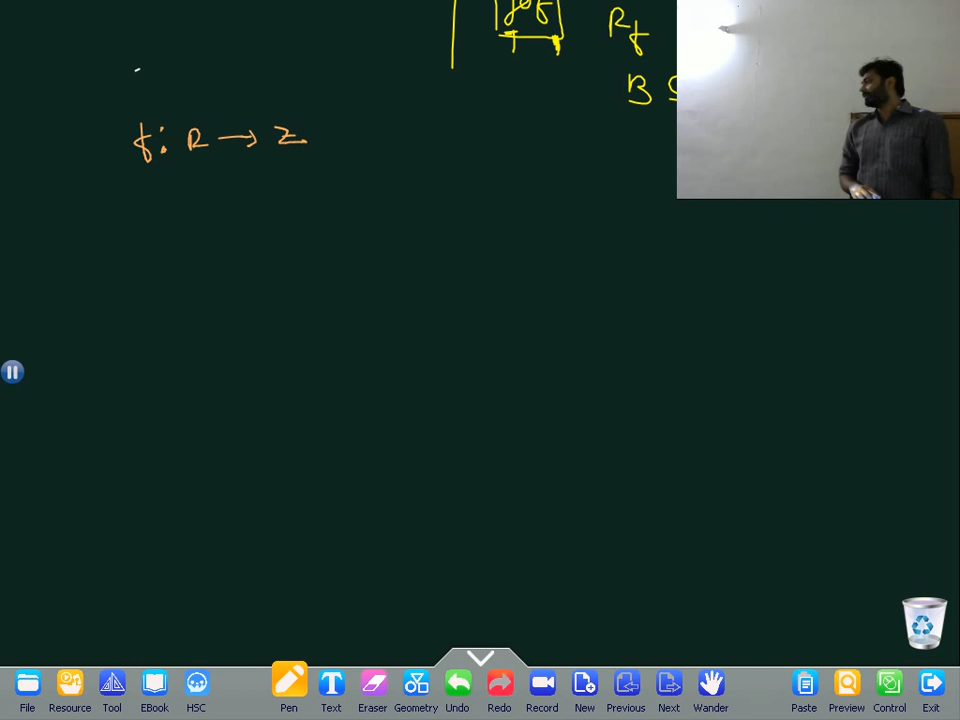 gof
R_f
B
f: R → Z
File Resource Tool EBook HSC Pen Text Eraser Geometry Undo Redo Record New Previous Next Wander Paste Preview Control Exit